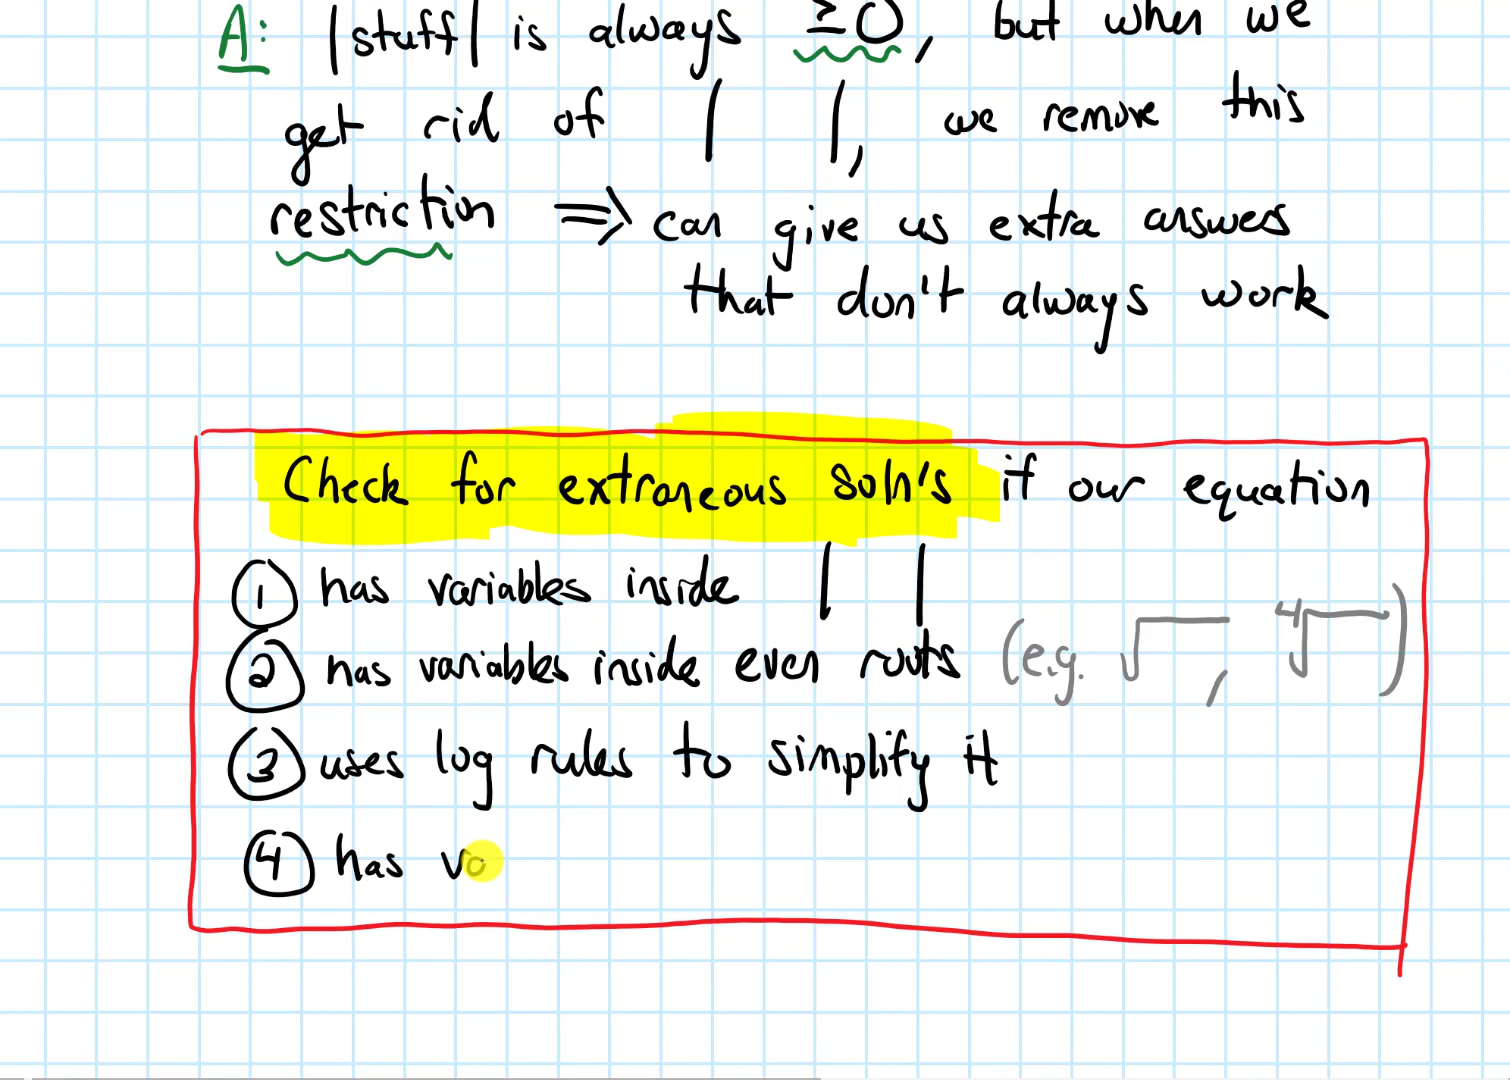 A: |stuff| is always ≥0, but when we
get rid of | |, we remove this
restriction ⇒ can give us extra answers
that don't always work
Check for extraneous soln's if our equation
① has variables inside | |
② has variables inside even roots (e.g. √ , ∜ )
③ uses log rules to simplify it
④ has va